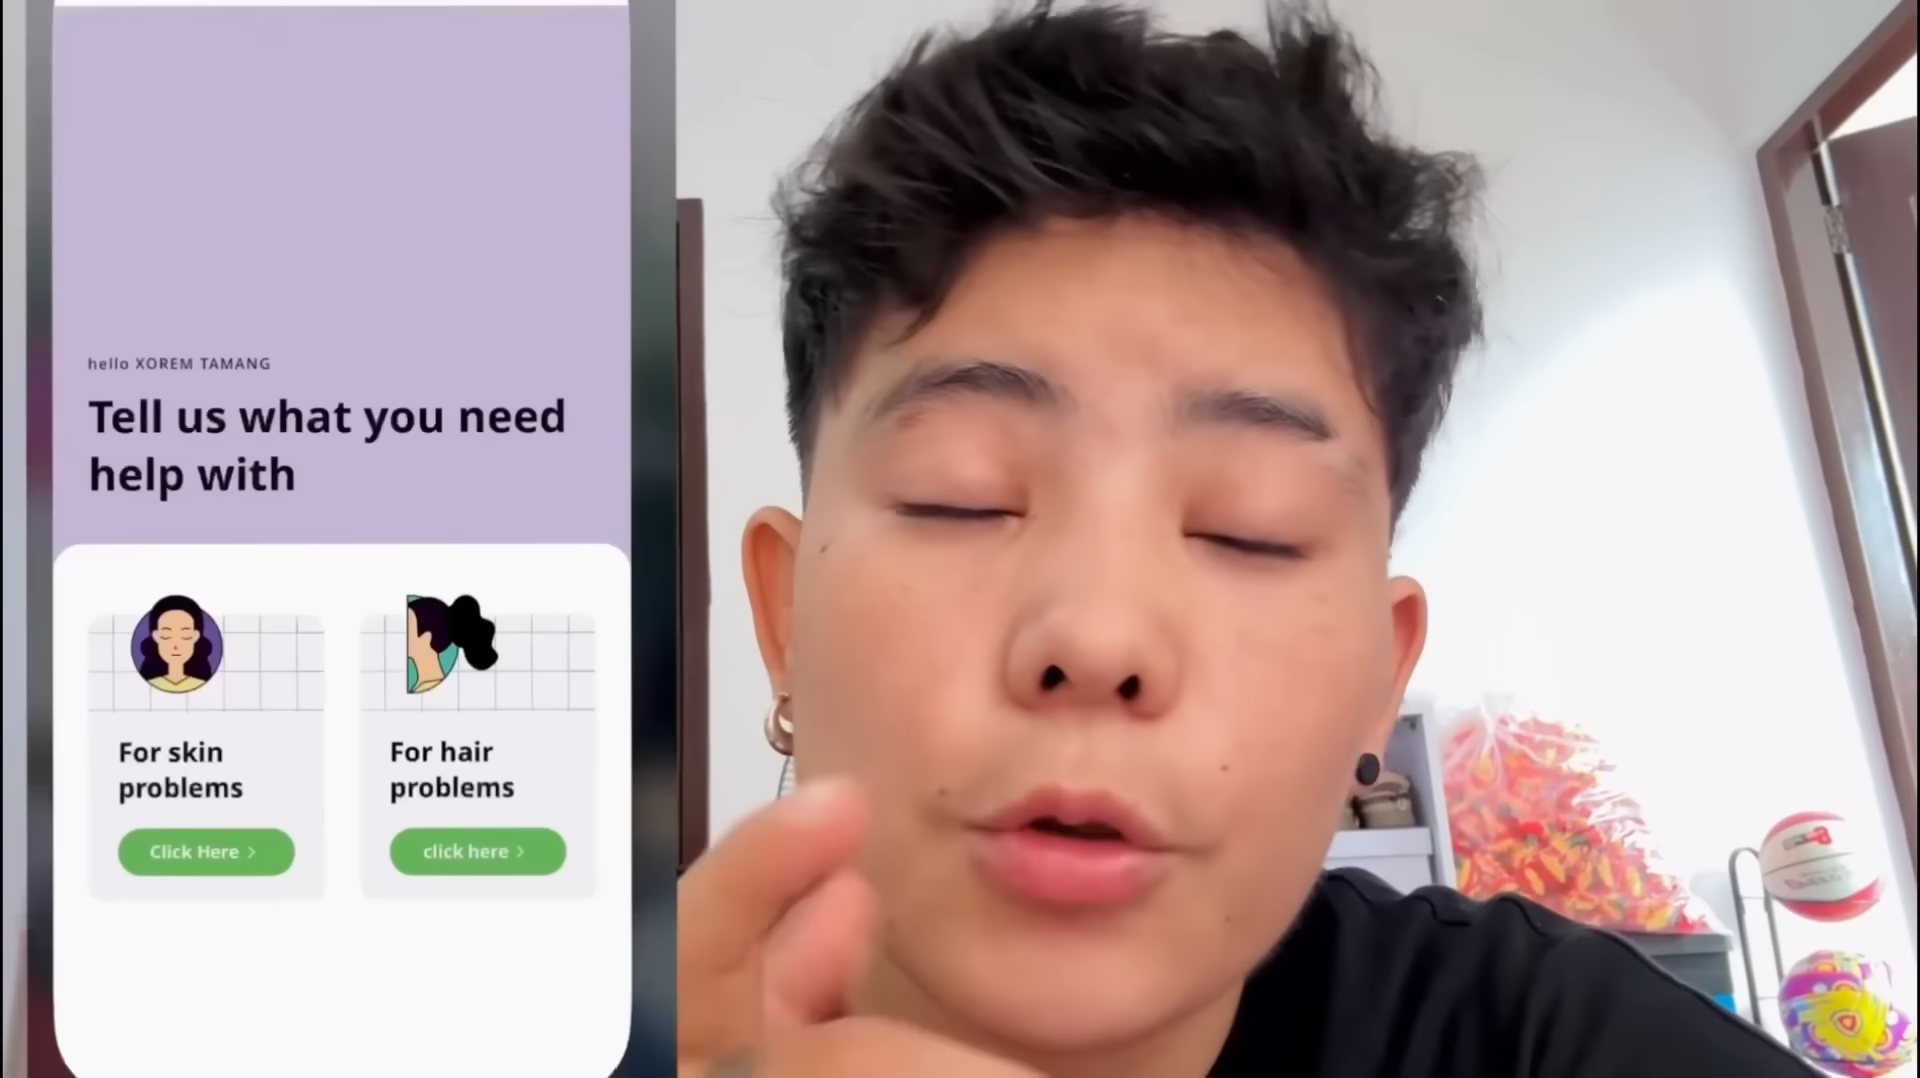 hello XOREM TAMANG
Tell us what you need
help with
For skin
problems
Click Here >
For hair
problems
click here >